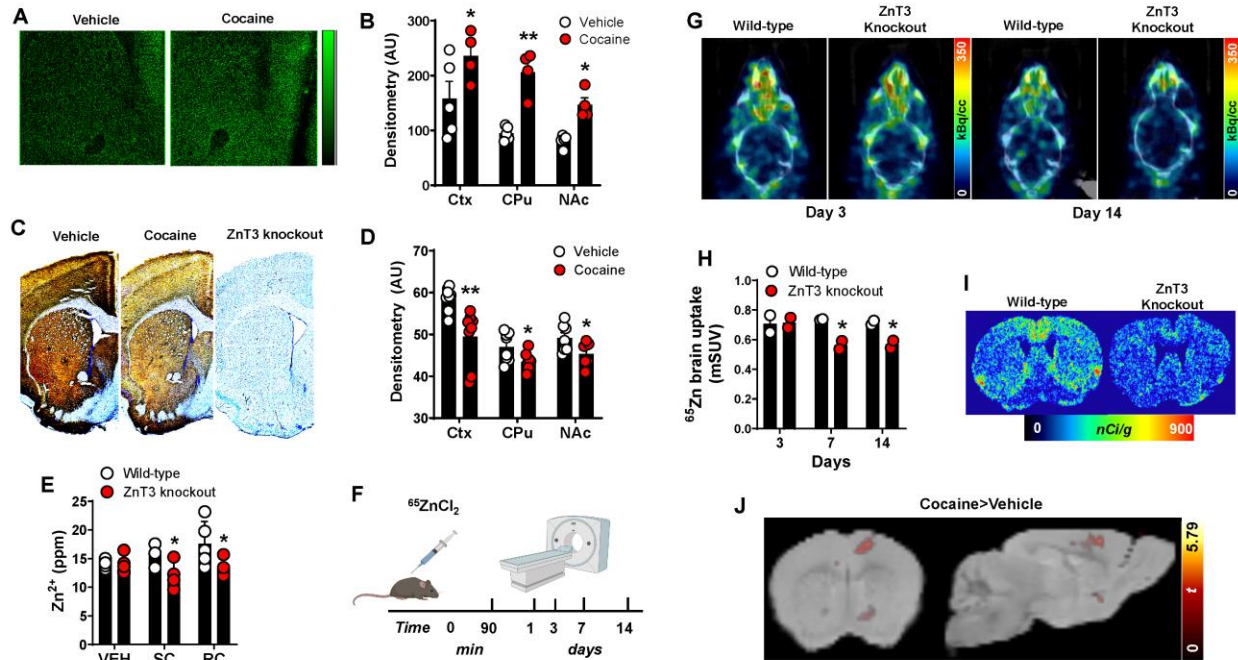 A
Vehicle
Cocaine
B
Densitometry (AU)
300
200
100
0
Vehicle
Cocaine
*
**
*
Ctx
CPu
NAc
C
Vehicle
Cocaine
ZnT3 knockout
D
Densitometry (AU)
70
60
50
40
30
Vehicle
Cocaine
**
*
*
Ctx
CPu
NAc
E
Wild-type
ZnT3 knockout
Zn²⁺ (ppm)
25
20
15
10
5
0
*
*
VEH
SC
RC
F
⁶⁵ZnCl₂
Time 0 90 1 3 7 14
min days
G
Wild-type
ZnT3
Knockout
Wild-type
ZnT3
Knockout
350
kBq/cc
0
350
kBq/cc
0
Day 3
Day 14
H
Wild-type
ZnT3 knockout
⁶⁵Zn brain uptake
(mSUV)
1.0
0.8
0.6
0.4
0.2
0.0
*
*
3
7
14
Days
I
Wild-type
ZnT3
Knockout
0 nCi/g 900
J
Cocaine>Vehicle
5.79
t
0